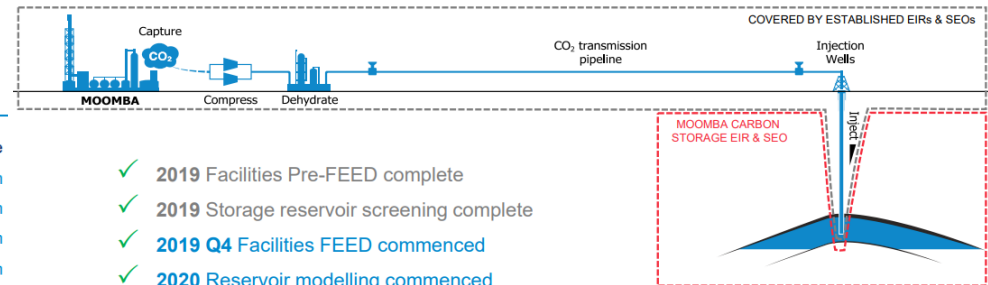 COVERED BY ESTABLISHED EIRs & SEOs
Capture
CO₂
CO₂ transmission
pipeline
Injection
Wells
MOOMBA
Compress
Dehydrate
Inject
MOOMBA CARBON
STORAGE EIR & SEO
✓ 2019 Facilities Pre-FEED complete
✓ 2019 Storage reservoir screening complete
✓ 2019 Q4 Facilities FEED commenced
✓ 2020 Reservoir modelling commenced